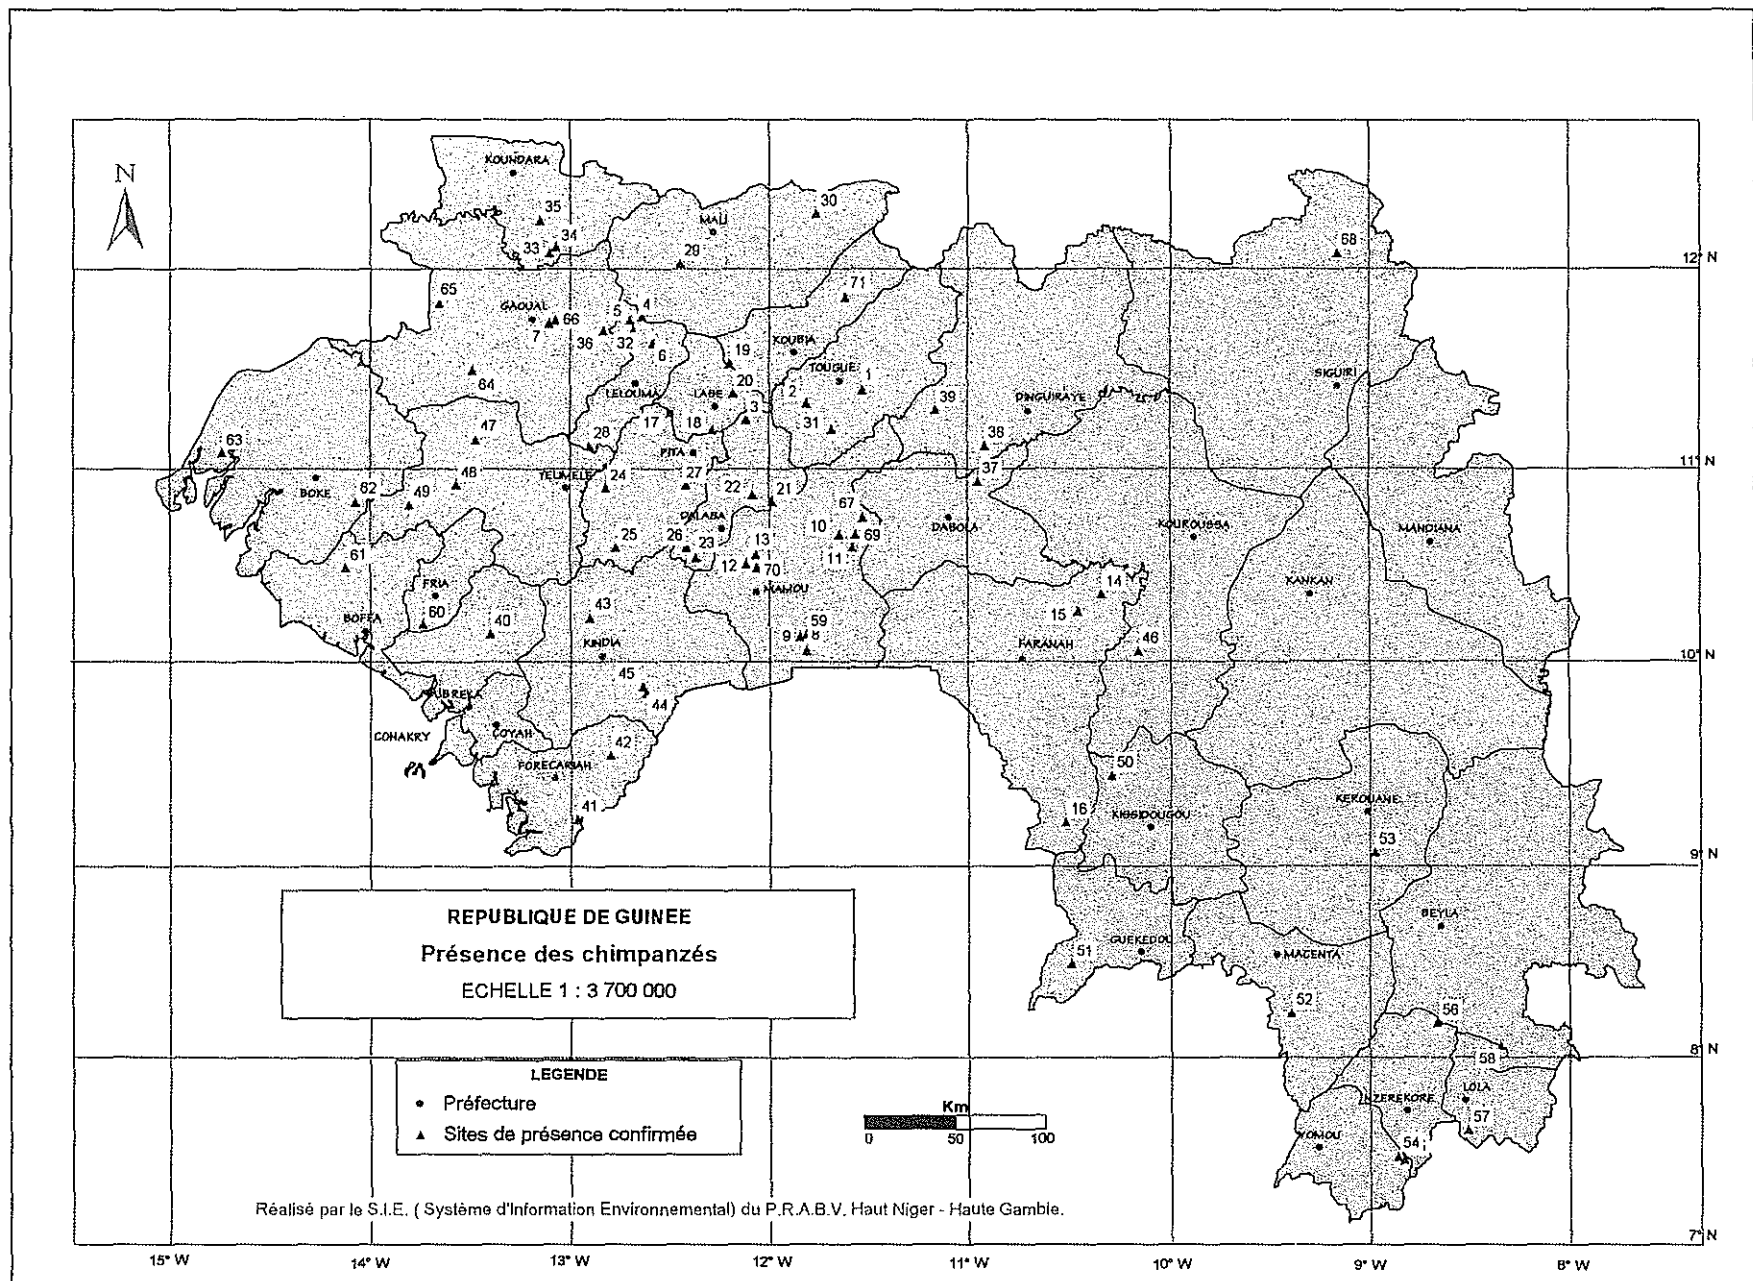 N
KOUNDARA
35
34
33
30
MALI
29
68
12° N
65
71
GAOUAL
5
4
66
7
36
32
6
19
KOUBIA
64
20
TOUGUE
1
SIGUIRI
LELOUMA
LABE
2
3
39
DINGUIRAYE
17
18
31
47
28
38
63
PITA
11° N
BOKE
48
YELIMELE
24
27
37
62
49
22
21
67
DALABA
10
DABOLA
KOUROUSSA
MANDIANA
61
25
26
23
13
69
11
12
70
FRIA
MAMOU
14
KANKAN
BOFFA
60
40
43
59
15
9
8
46
KINDIA
FARANAH
10° N
45
44
COYAH
CONAKRY
42
FORECARIAH
50
41
16
KISSIDOUGOU
KEROUANE
53
9° N
REPUBLIQUE DE GUINEE
Présence des chimpanzés
ECHELLE 1 : 3 700 000
BEYLA
51
GUEKEDOU
MACENTA
52
56
8° N
58
LEGENDE
Préfecture
Sites de présence confirmée
Km
0 50 100
LOLA
NZEREKORE
57
YOMOU
54
Réalisé par le S.I.E. ( Système d'Information Environnemental) du P.R.A.B.V. Haut Niger - Haute Gambie.
7° N
15° W 14° W 13° W 12° W 11° W 10° W 9° W 8° W